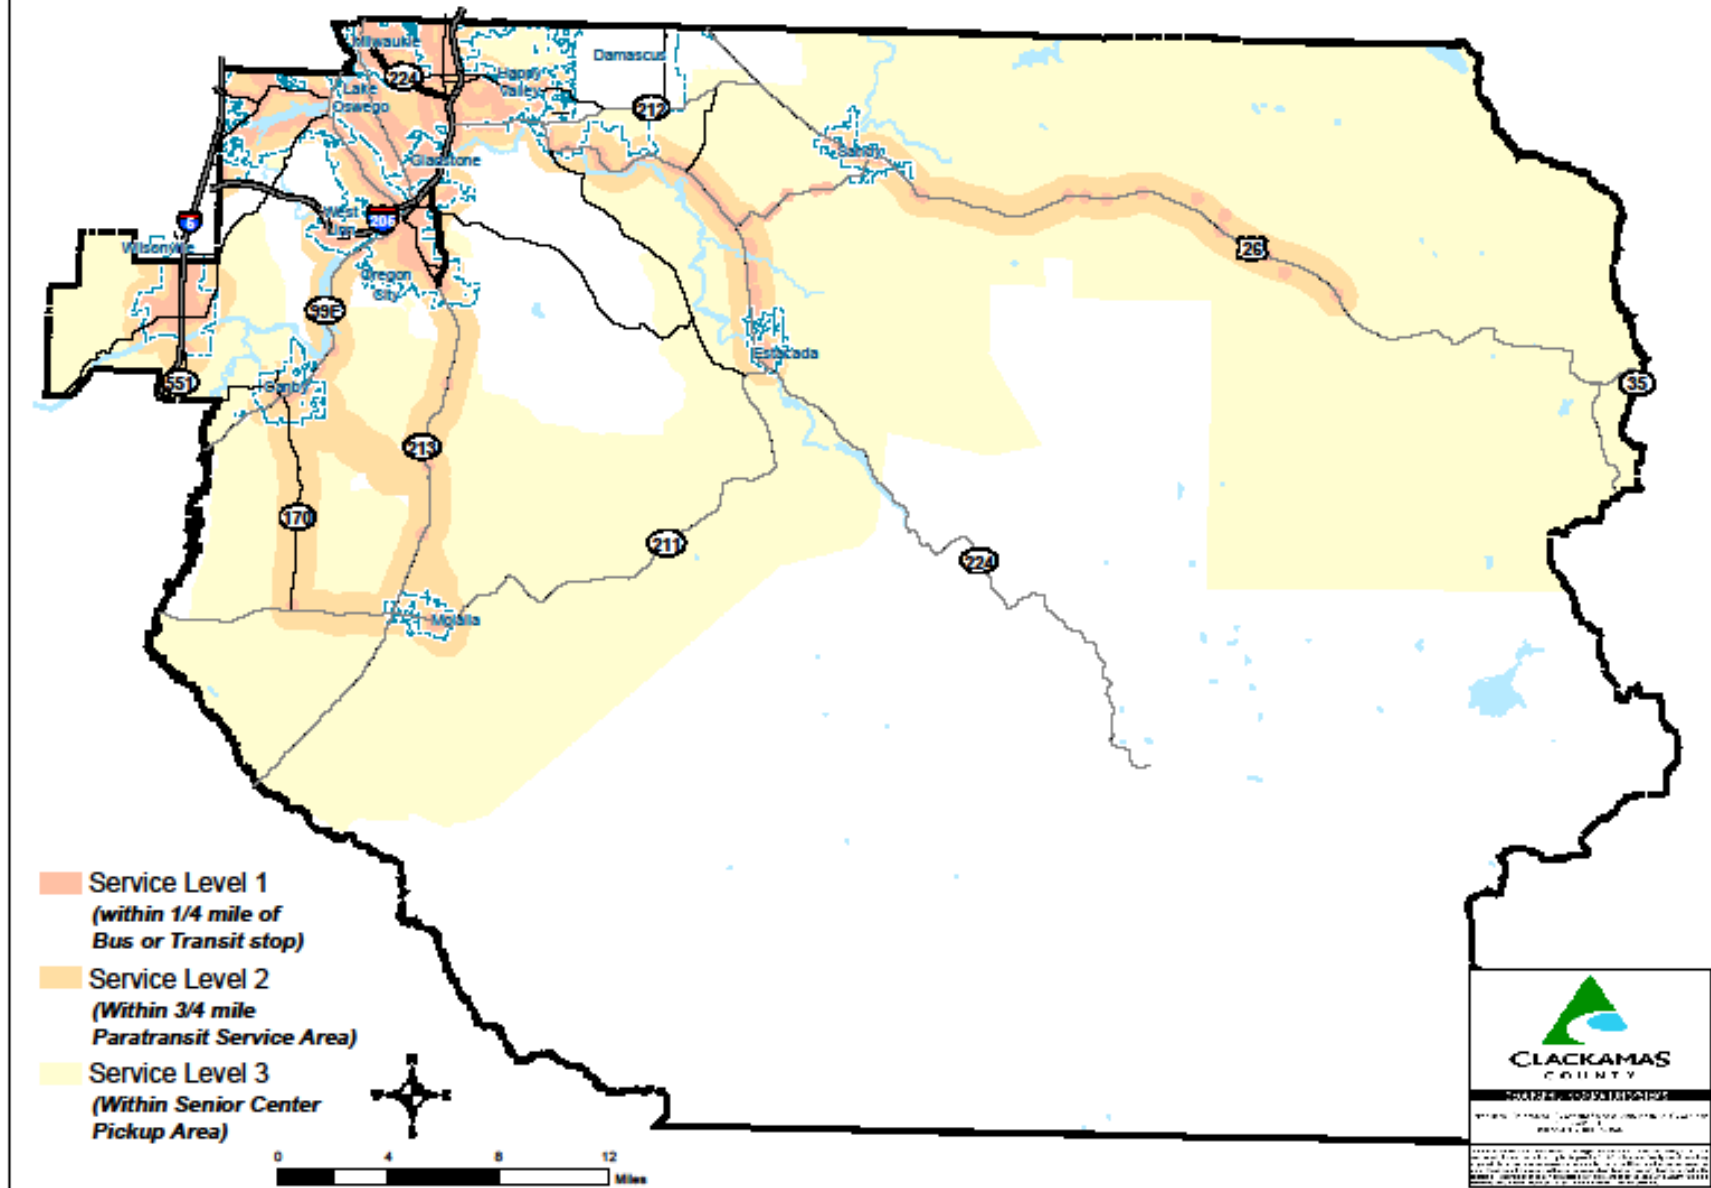 Milwaukie
Damascus
224
Happy
Valley
Lake
Oswego
212
Gladstone
Sandy
5
West
Linn
205
Wilsonville
26
Oregon
City
99E
Estacada
551
Canby
35
213
170
211
224
Molalla
Service Level 1
(within 1/4 mile of
Bus or Transit stop)
Service Level 2
(Within 3/4 mile
Paratransit Service Area)
Service Level 3
(Within Senior Center
Pickup Area)
N
E
S
0 4 8 12
Miles
CLACKAMAS
COUNTY